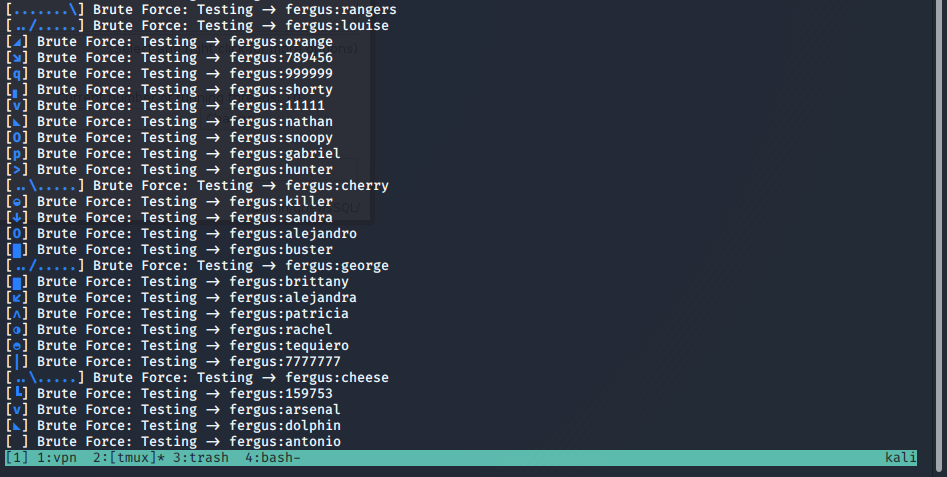 [.......\] Brute Force: Testing → fergus:rangers
[../.....] Brute Force: Testing → fergus:louise
[◢] Brute Force: Testing → fergus:orange
[↘] Brute Force: Testing → fergus:789456
[q] Brute Force: Testing → fergus:999999
[▖] Brute Force: Testing → fergus:shorty
[v] Brute Force: Testing → fergus:11111
[◣] Brute Force: Testing → fergus:nathan
[O] Brute Force: Testing → fergus:snoopy
[p] Brute Force: Testing → fergus:gabriel
[>] Brute Force: Testing → fergus:hunter
[..\.....] Brute Force: Testing → fergus:cherry
[◒] Brute Force: Testing → fergus:killer
[↓] Brute Force: Testing → fergus:sandra
[O] Brute Force: Testing → fergus:alejandro
[█] Brute Force: Testing → fergus:buster
[../.....] Brute Force: Testing → fergus:george
[▆] Brute Force: Testing → fergus:brittany
[↙] Brute Force: Testing → fergus:alejandra
[ʌ] Brute Force: Testing → fergus:patricia
[◑] Brute Force: Testing → fergus:rachel
[◓] Brute Force: Testing → fergus:tequiero
[|] Brute Force: Testing → fergus:7777777
[..\.....] Brute Force: Testing → fergus:cheese
[┗] Brute Force: Testing → fergus:159753
[v] Brute Force: Testing → fergus:arsenal
[◣] Brute Force: Testing → fergus:dolphin
[ ] Brute Force: Testing → fergus:antonio
[1] 1:vpn 2:[tmux]* 3:trash 4:bash- kali